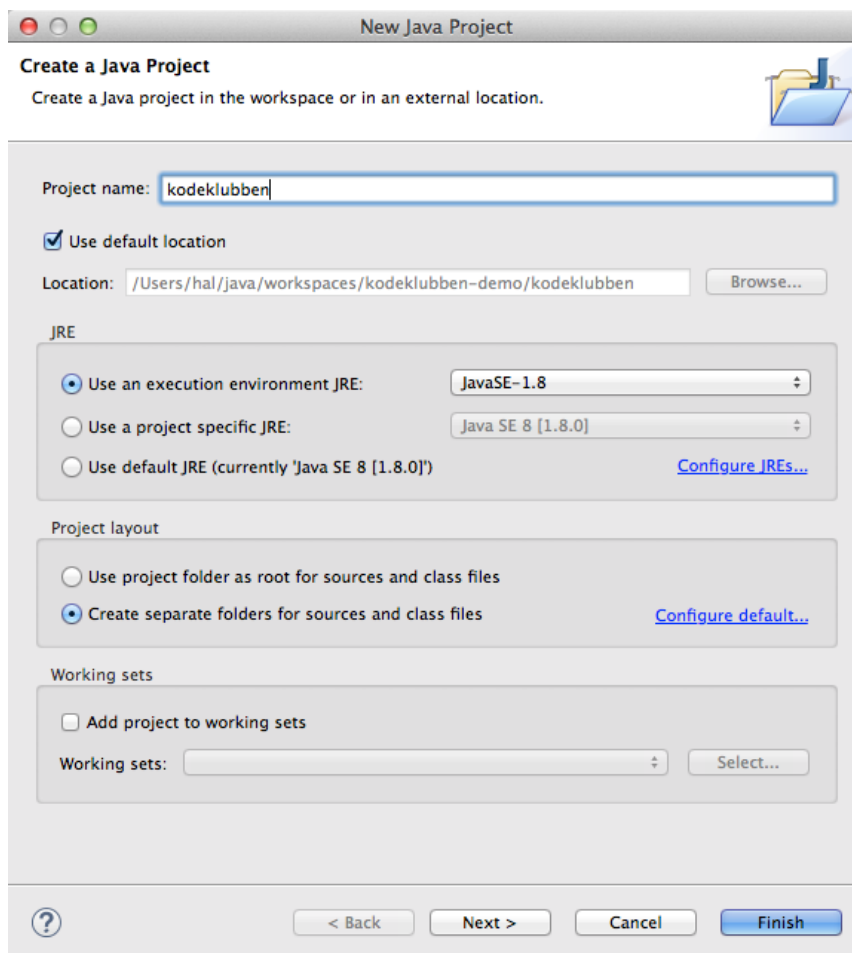 New Java Project
Create a Java Project
Create a Java project in the workspace or in an external location.
Project name: kodeklubben
Use default location
Location: /Users/hal/java/workspaces/kodeklubben-demo/kodeklubben Browse...
JRE
Use an execution environment JRE: JavaSE-1.8
Use a project specific JRE: Java SE 8 [1.8.0]
Use default JRE (currently 'Java SE 8 [1.8.0]') Configure JREs...
Project layout
Use project folder as root for sources and class files
Create separate folders for sources and class files Configure default...
Working sets
Add project to working sets
Working sets: Select...
? < Back Next > Cancel Finish